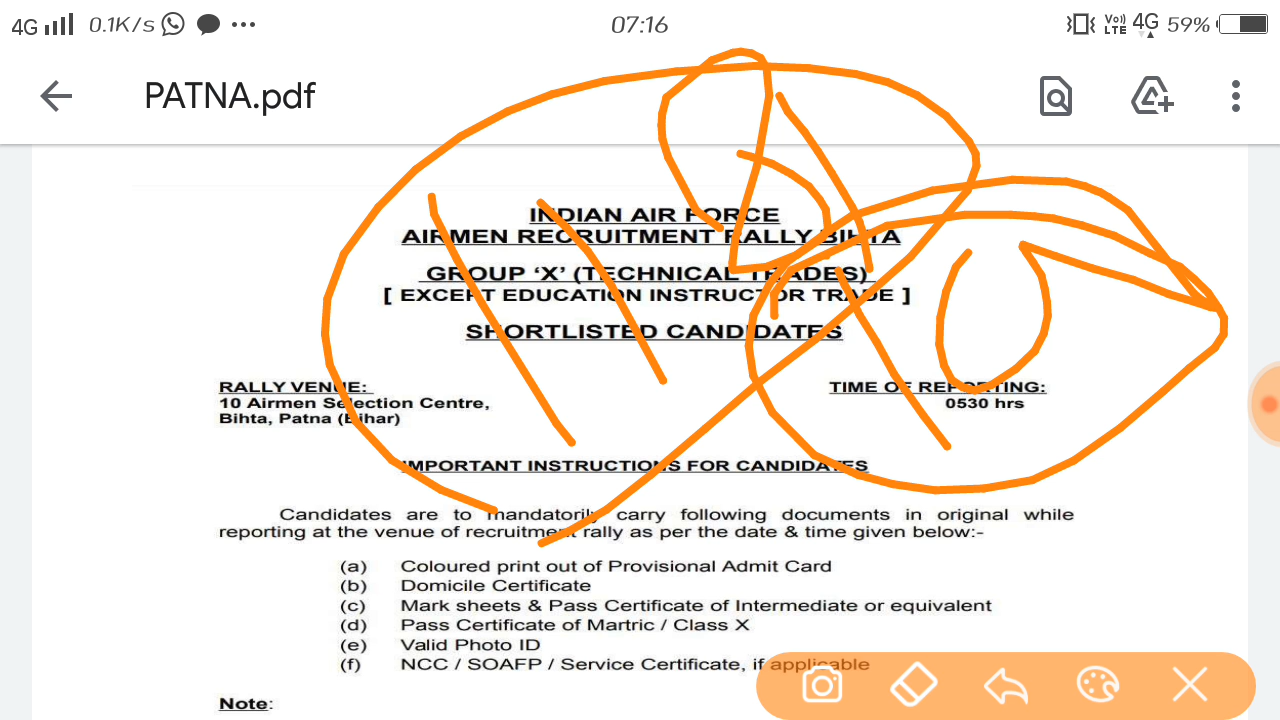 4G 0.1K/s 07:16 Vo)) LTE 4G 59%
PATNA.pdf
INDIAN AIR FORCE
AIRMEN RECRUITMENT RALLY BIHTA
GROUP ‘X’ (TECHNICAL TRADES)
[ EXCEPT EDUCATION INSTRUCTOR TRADE ]
SHORTLISTED CANDIDATES
RALLY VENUE: TIME OF REPORTING:
10 Airmen Selection Centre, 0530 hrs
Bihta, Patna (Bihar)
IMPORTANT INSTRUCTIONS FOR CANDIDATES
Candidates are to mandatorily carry following documents in original while
reporting at the venue of recruitment rally as per the date & time given below:-
(a) Coloured print out of Provisional Admit Card
(b) Domicile Certificate
(c) Mark sheets & Pass Certificate of Intermediate or equivalent
(d) Pass Certificate of Martric / Class X
(e) Valid Photo ID
(f) NCC / SOAFP / Service Certificate, if applicable
Note: